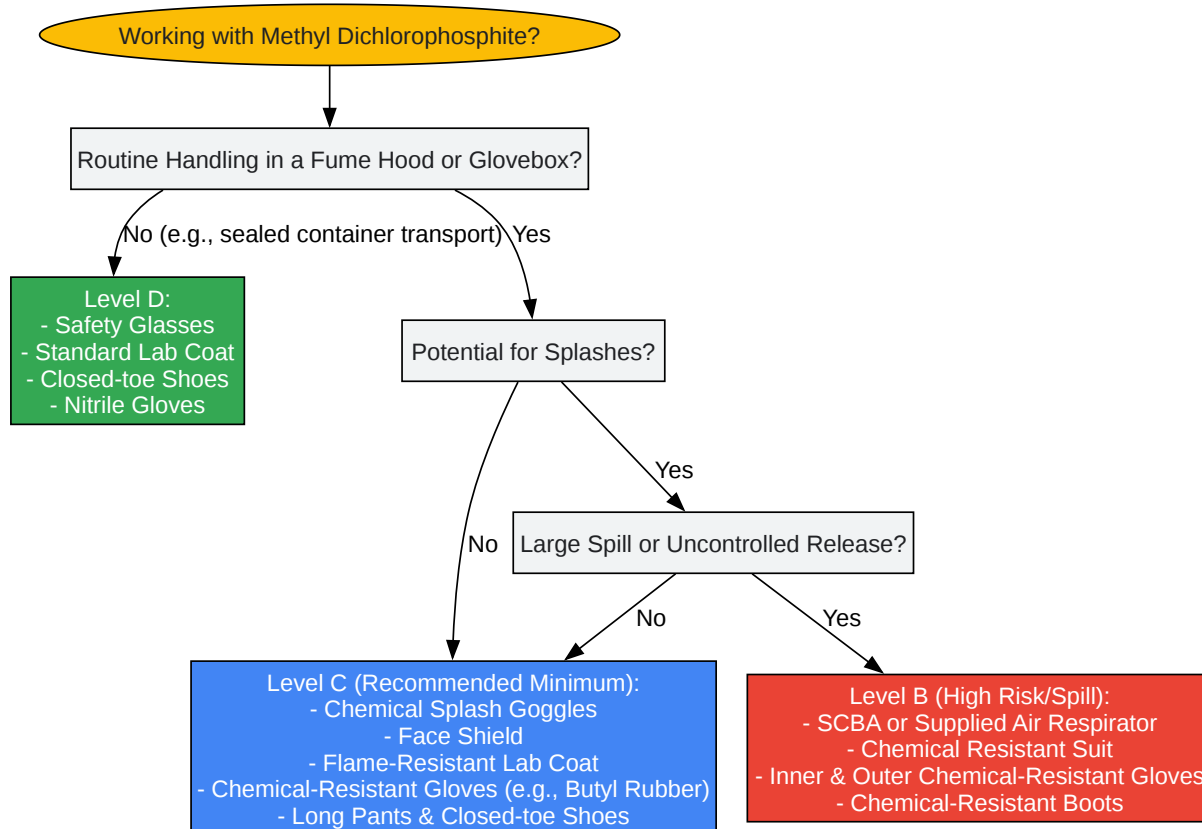 Working with Methyl Dichlorophosphite?
Routine Handling in a Fume Hood or Glovebox?
No (e.g., sealed container transport)
Yes
Level D:
- Safety Glasses
- Standard Lab Coat
- Closed-toe Shoes
- Nitrile Gloves
Potential for Splashes?
Yes
No
Large Spill or Uncontrolled Release?
No
Yes
Level C (Recommended Minimum):
- Chemical Splash Goggles
- Face Shield
- Flame-Resistant Lab Coat
- Chemical-Resistant Gloves (e.g., Butyl Rubber)
- Long Pants & Closed-toe Shoes
Level B (High Risk/Spill):
- SCBA or Supplied Air Respirator
- Chemical Resistant Suit
- Inner & Outer Chemical-Resistant Gloves
- Chemical-Resistant Boots